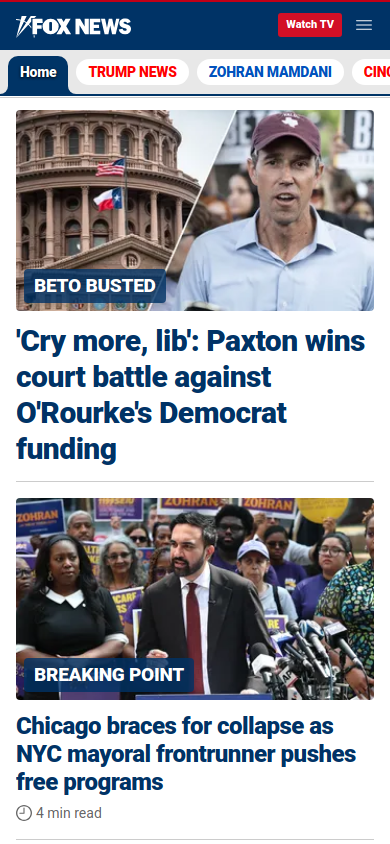 FOX NEWS
Watch TV
Home
TRUMP NEWS
ZOHRAN MAMDANI
BETO BUSTED
'Cry more, lib': Paxton wins
court battle against
O'Rourke's Democrat
funding
ZOHRAN
ZOHRAN
BREAKING POINT
Chicago braces for collapse as
NYC mayoral frontrunner pushes
free programs
4 min read